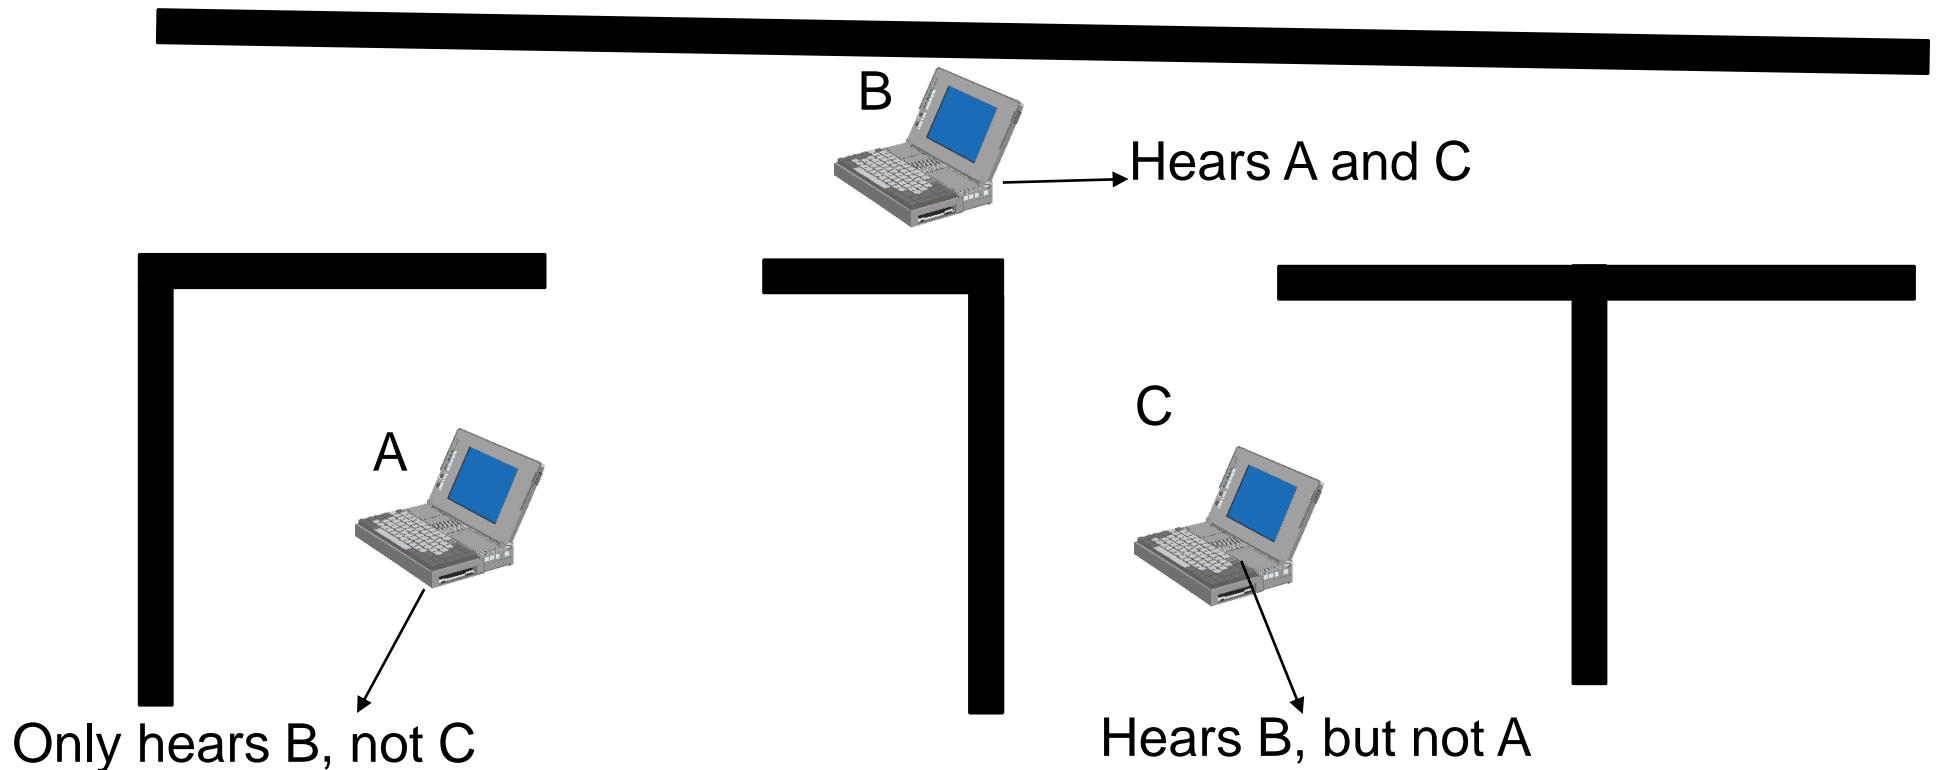 B
Hears A and C
C
A
Only hears B, not C
Hears B, but not A